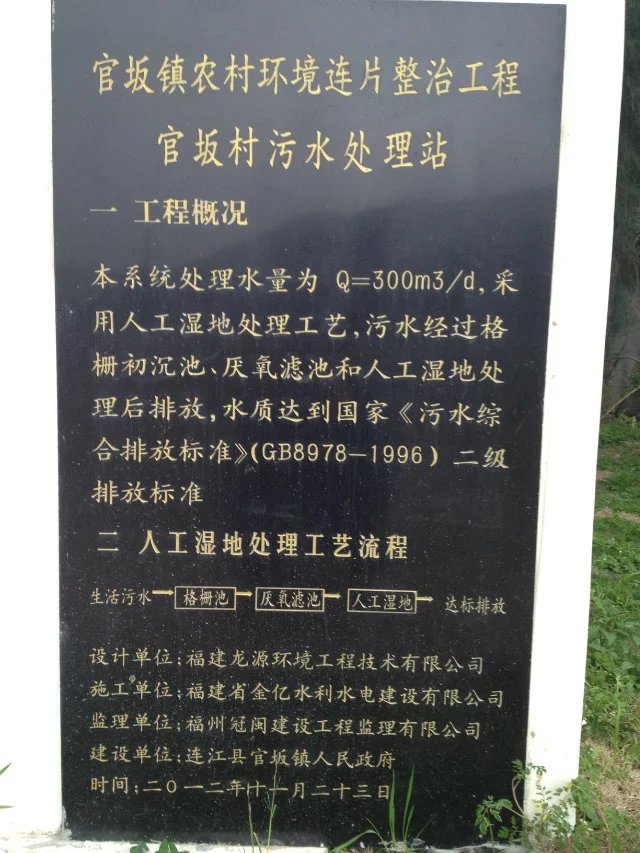 官坂镇农村环境连片整治工程
官坂村污水处理站
一 工程概况
本系统处理水量为 Q=300m3/d,采
用人工湿地处理工艺,污水经过格
栅初沉池、厌氧滤池和人工湿地处
理后排放,水质达到国家《污水综
合排放标准》(GB8978—1996) 二级
排放标准
二 人工湿地处理工艺流程
生活污水→格栅池→厌氧滤池→人工湿地→达标排放
设计单位:福建龙源环境工程技术有限公司
施工单位:福建省金亿水利水电建设有限公司
监理单位:福州冠闽建设工程监理有限公司
建设单位:连江县官坂镇人民政府
时间:二〇一二年十一月二十三日